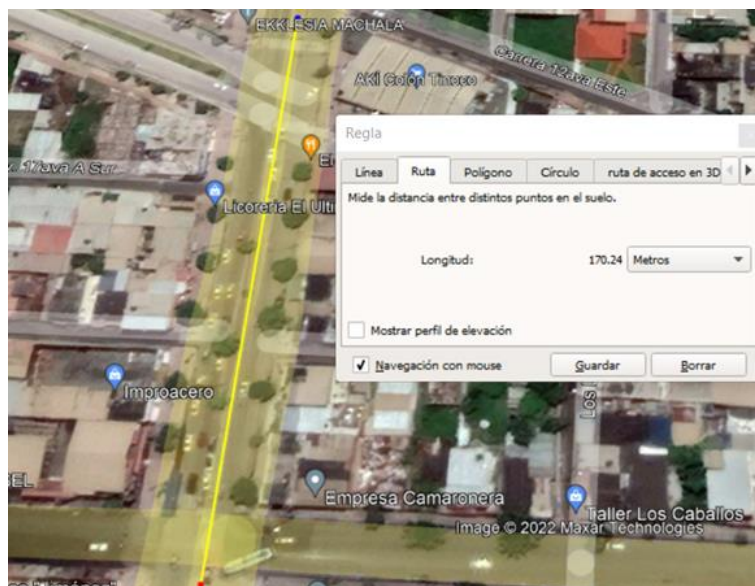 EKKLESIA MACHALA
Carrera 12ava Este
AKI Colón Tinoco
Regla
Línea Ruta Polígono Círculo ruta de acceso en 3D
Mide la distancia entre distintos puntos en el suelo.
Longitud: 170.24 Metros
Mostrar perfil de elevación
Navegación con mouse Guardar Borrar
17ava A Sur
Licorería El Ulti
Improacero
Los
Empresa Camaronera
Taller Los Caballos
Image © 2022 Maxar Technologies